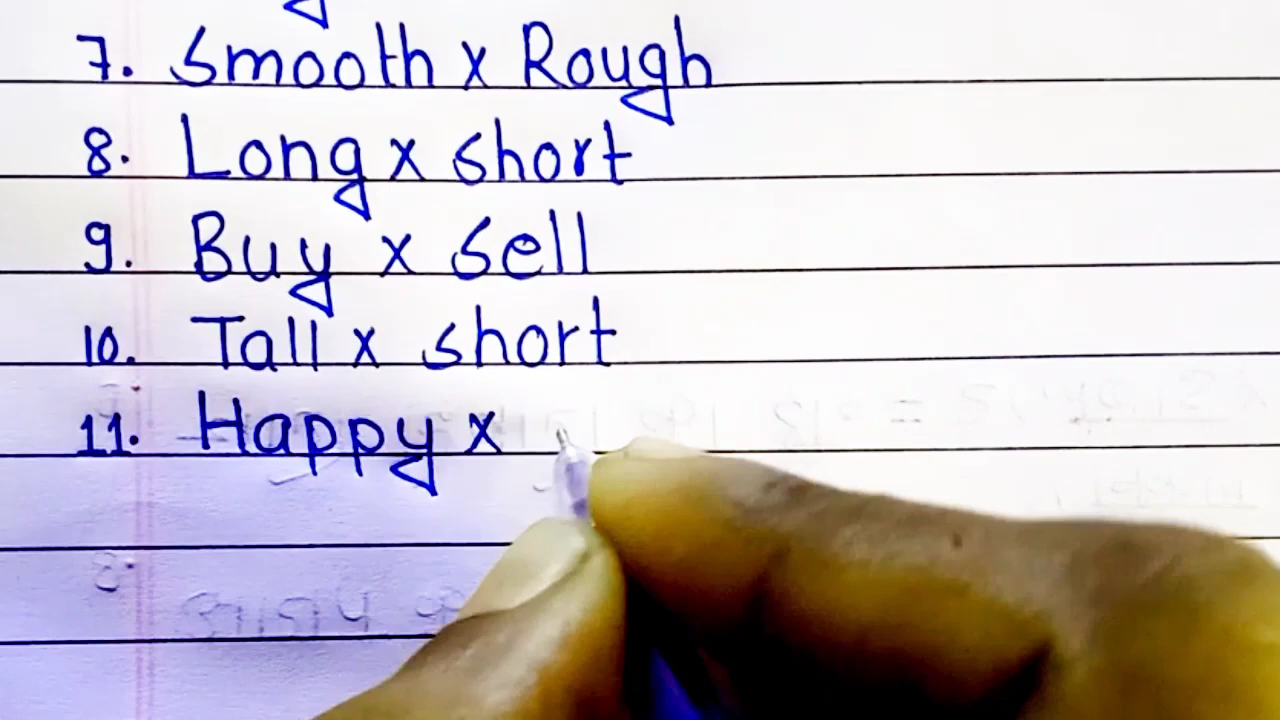 7. Smooth x Rough
8. Long x short
9. Buy x sell
10. Tall x short
11. Happy x